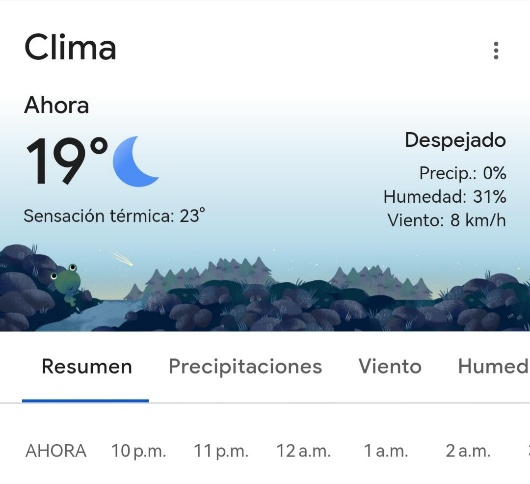 Clima
Ahora
19°
Despejado
Precip.: 0%
Humedad: 31%
Viento: 8 km/h
Sensación térmica: 23°
Resumen Precipitaciones Viento Humed
AHORA 10 p.m. 11 p.m. 12 a.m. 1 a.m. 2 a.m.